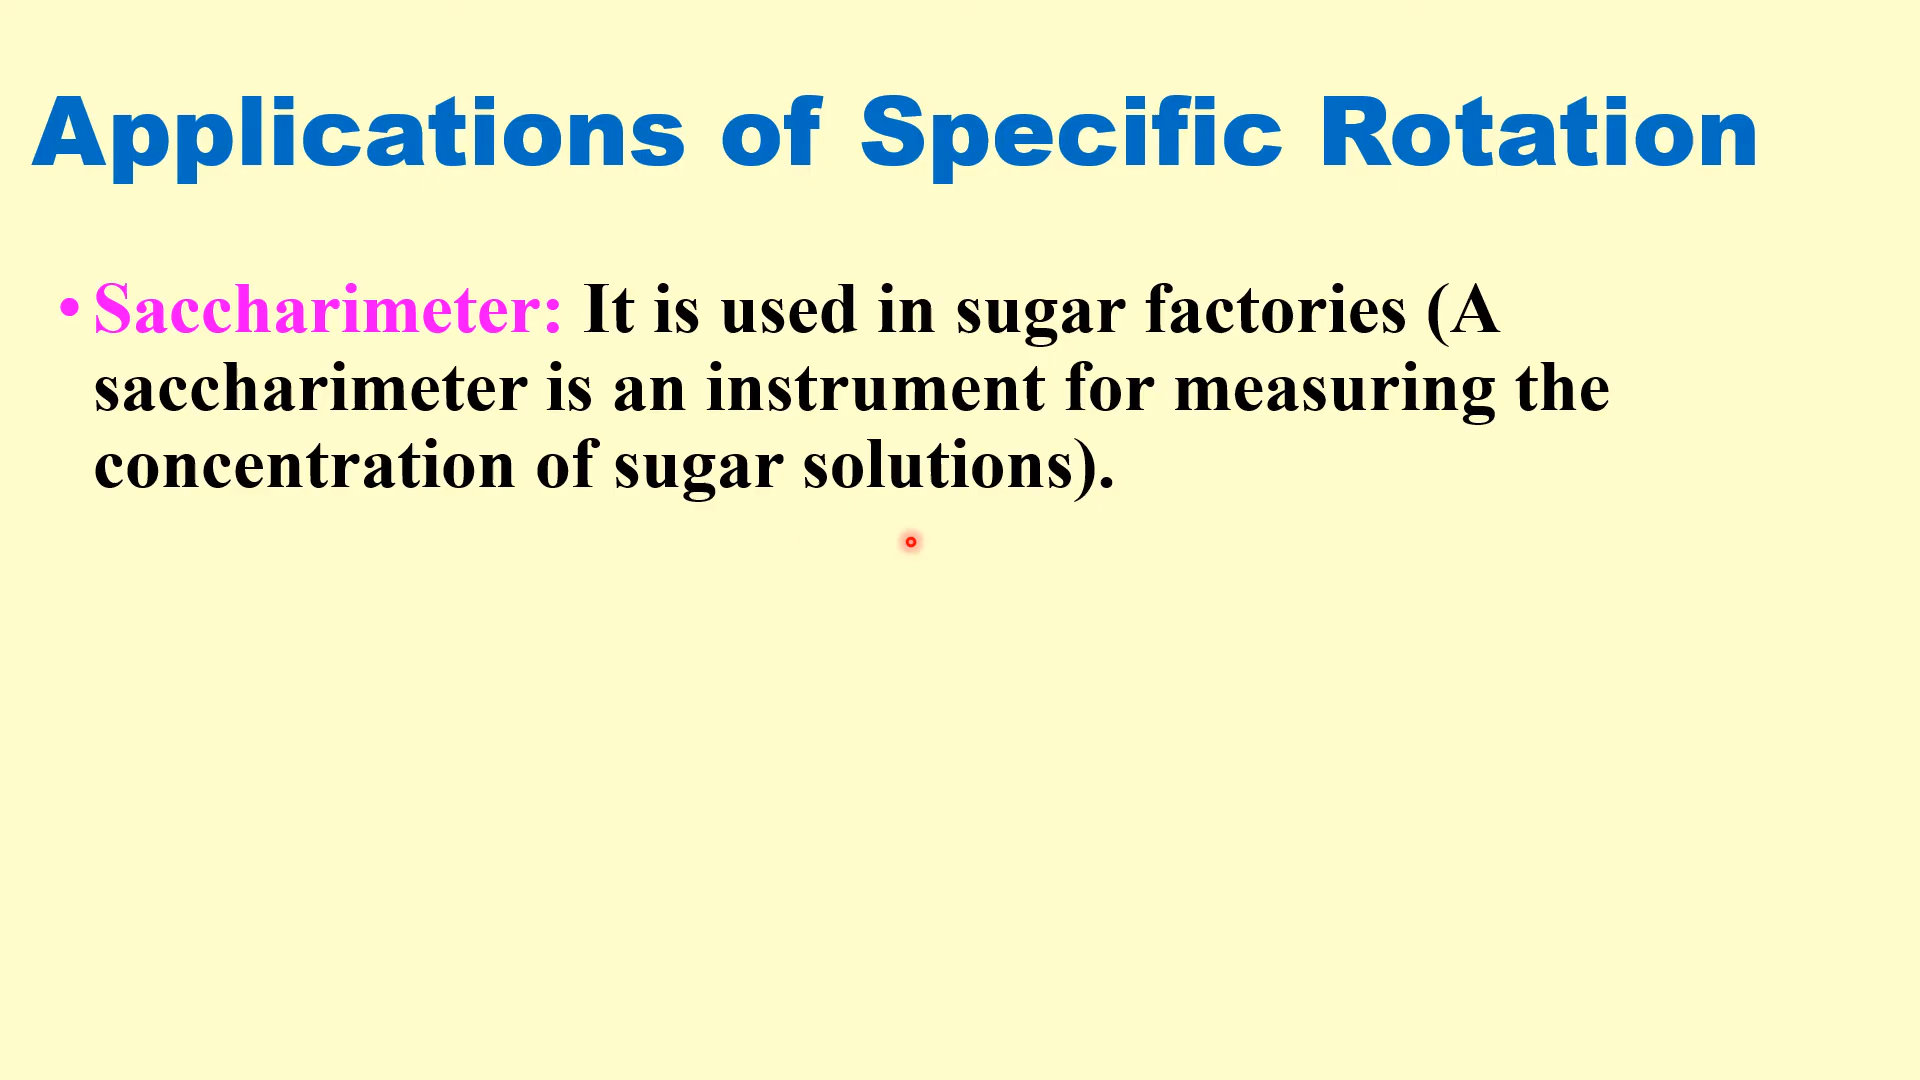 Applications of Specific Rotation
• Saccharimeter: It is used in sugar factories (A
saccharimeter is an instrument for measuring the
concentration of sugar solutions).